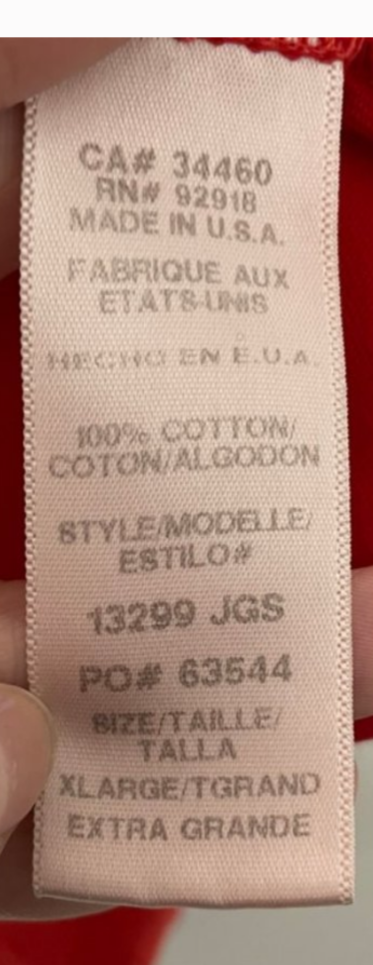 CA# 34460
RN# 92918
MADE IN U.S.A.
FABRIQUE AUX
ETATS-UNIS
HECHO EN E.U.A.
100% COTTON/
COTON/ALGODON
STYLE/MODELLE/
ESTILO#
13299 JGS
PO# 63544
SIZE/TAILLE/
TALLA
XLARGE/TGRAND
EXTRA GRANDE